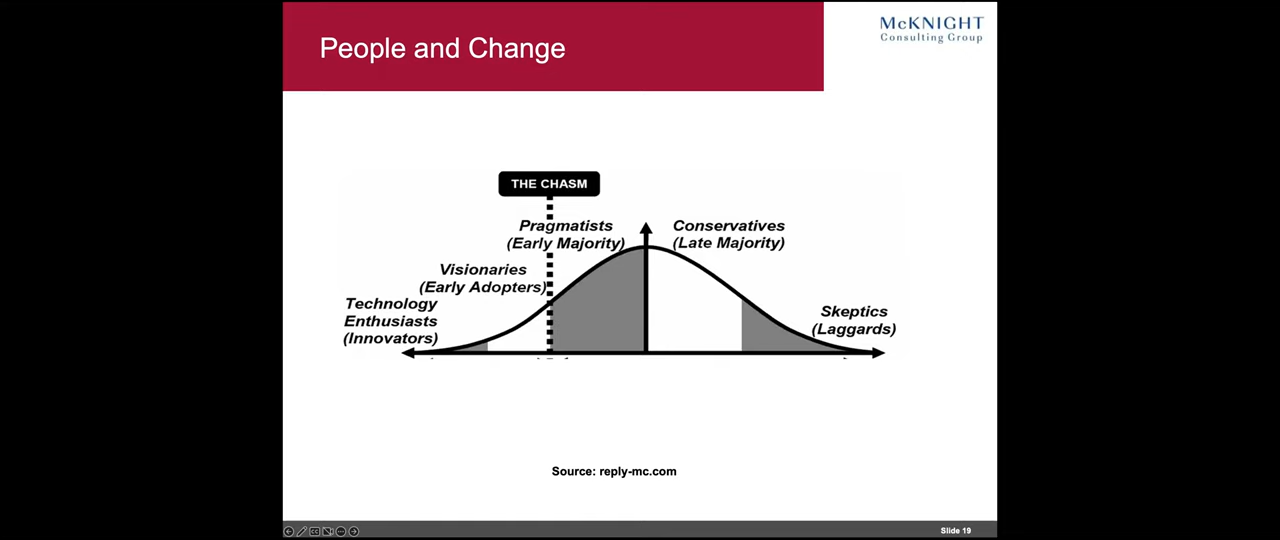 People and Change
McKNIGHT
Consulting Group
THE CHASM
Pragmatists
(Early Majority)
Conservatives
(Late Majority)
Visionaries
(Early Adopters)
Technology
Enthusiasts
(Innovators)
Skeptics
(Laggards)
Source: reply-mc.com
Slide 19